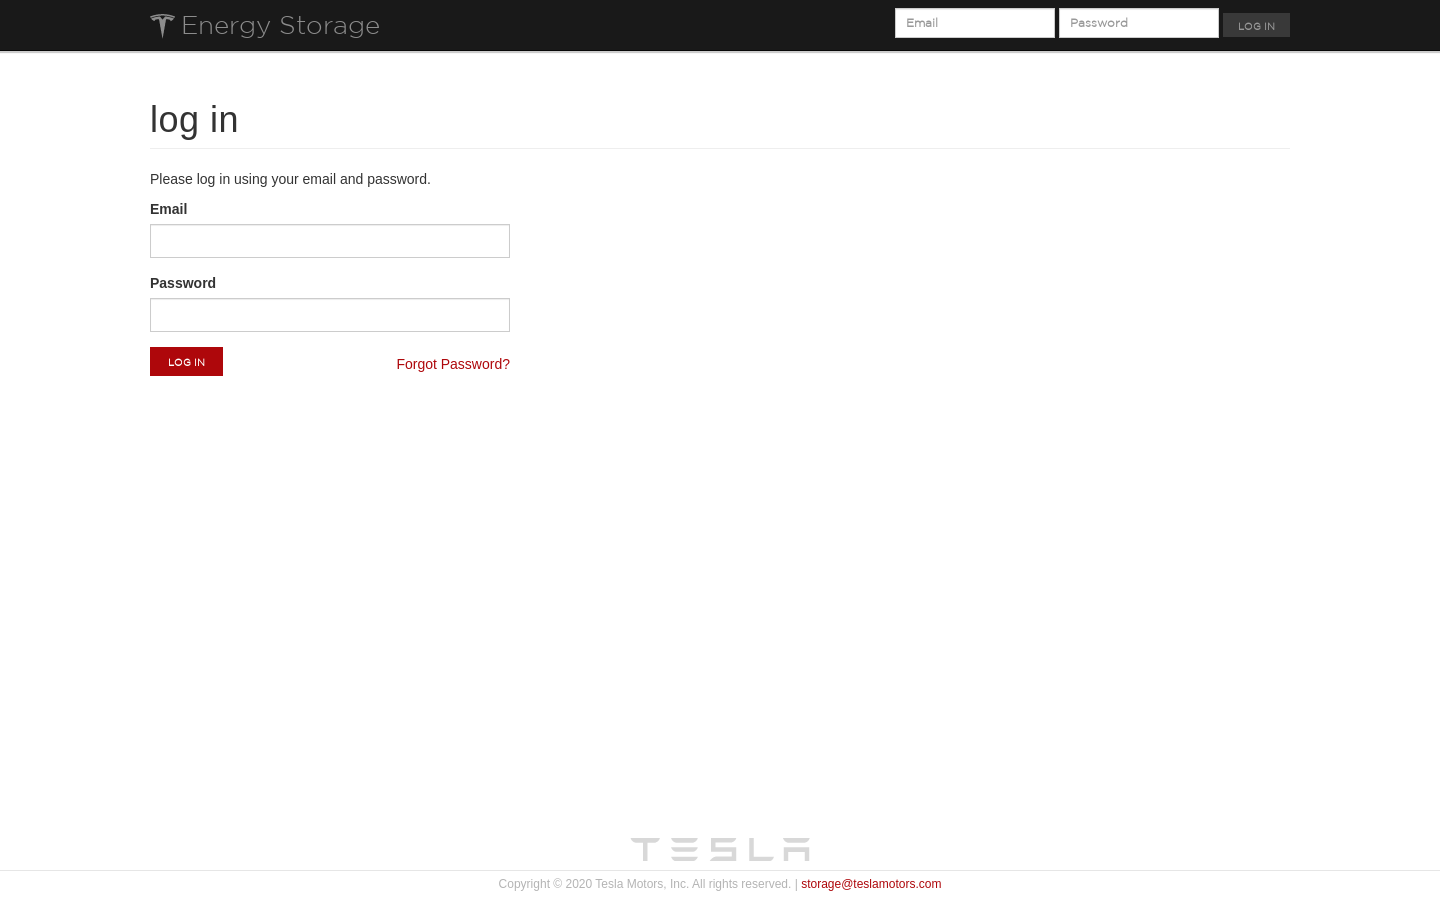 Energy Storage
Email
Password
LOG IN
log in
Please log in using your email and password.
Email
Password
LOG IN
Forgot Password?
TESLA
Copyright © 2020 Tesla Motors, Inc. All rights reserved. | storage@teslamotors.com